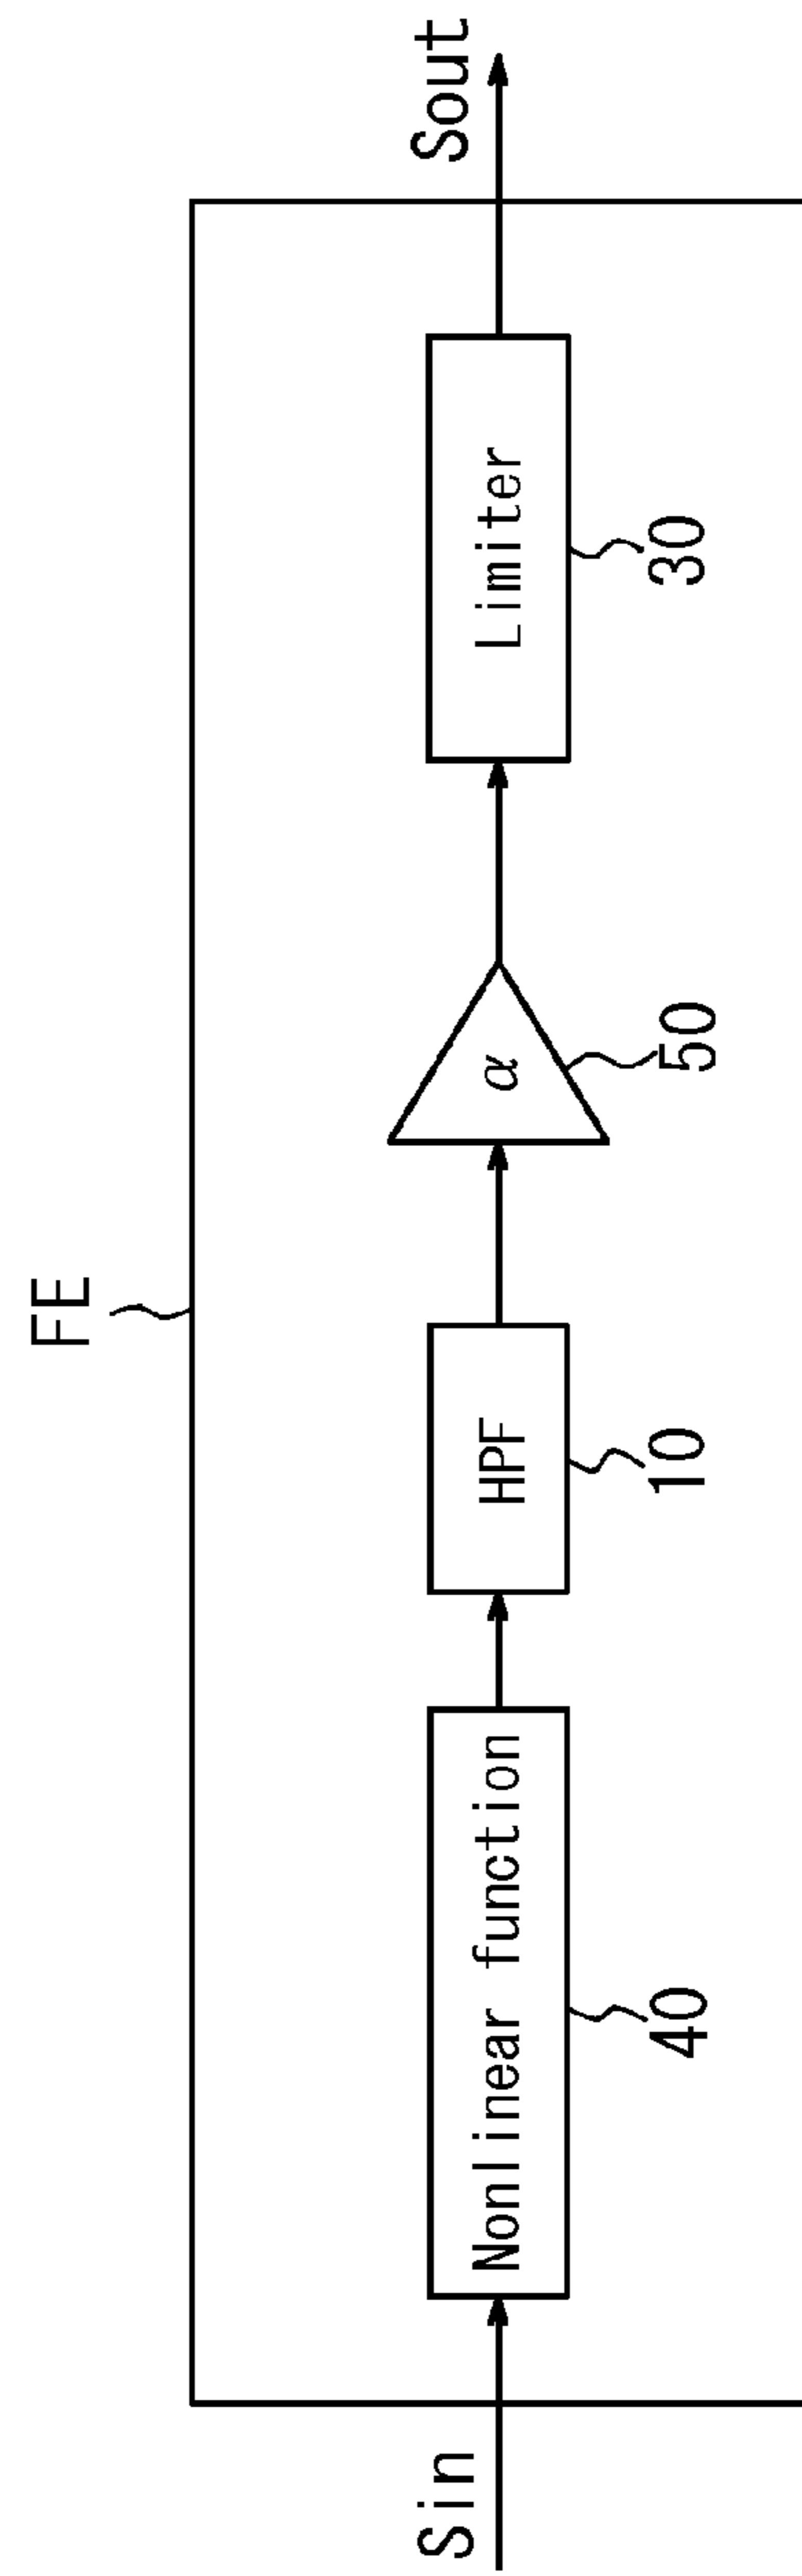 FE
Sin
Nonlinear function
HPF
α
Limiter
Sout
40
10
50
30